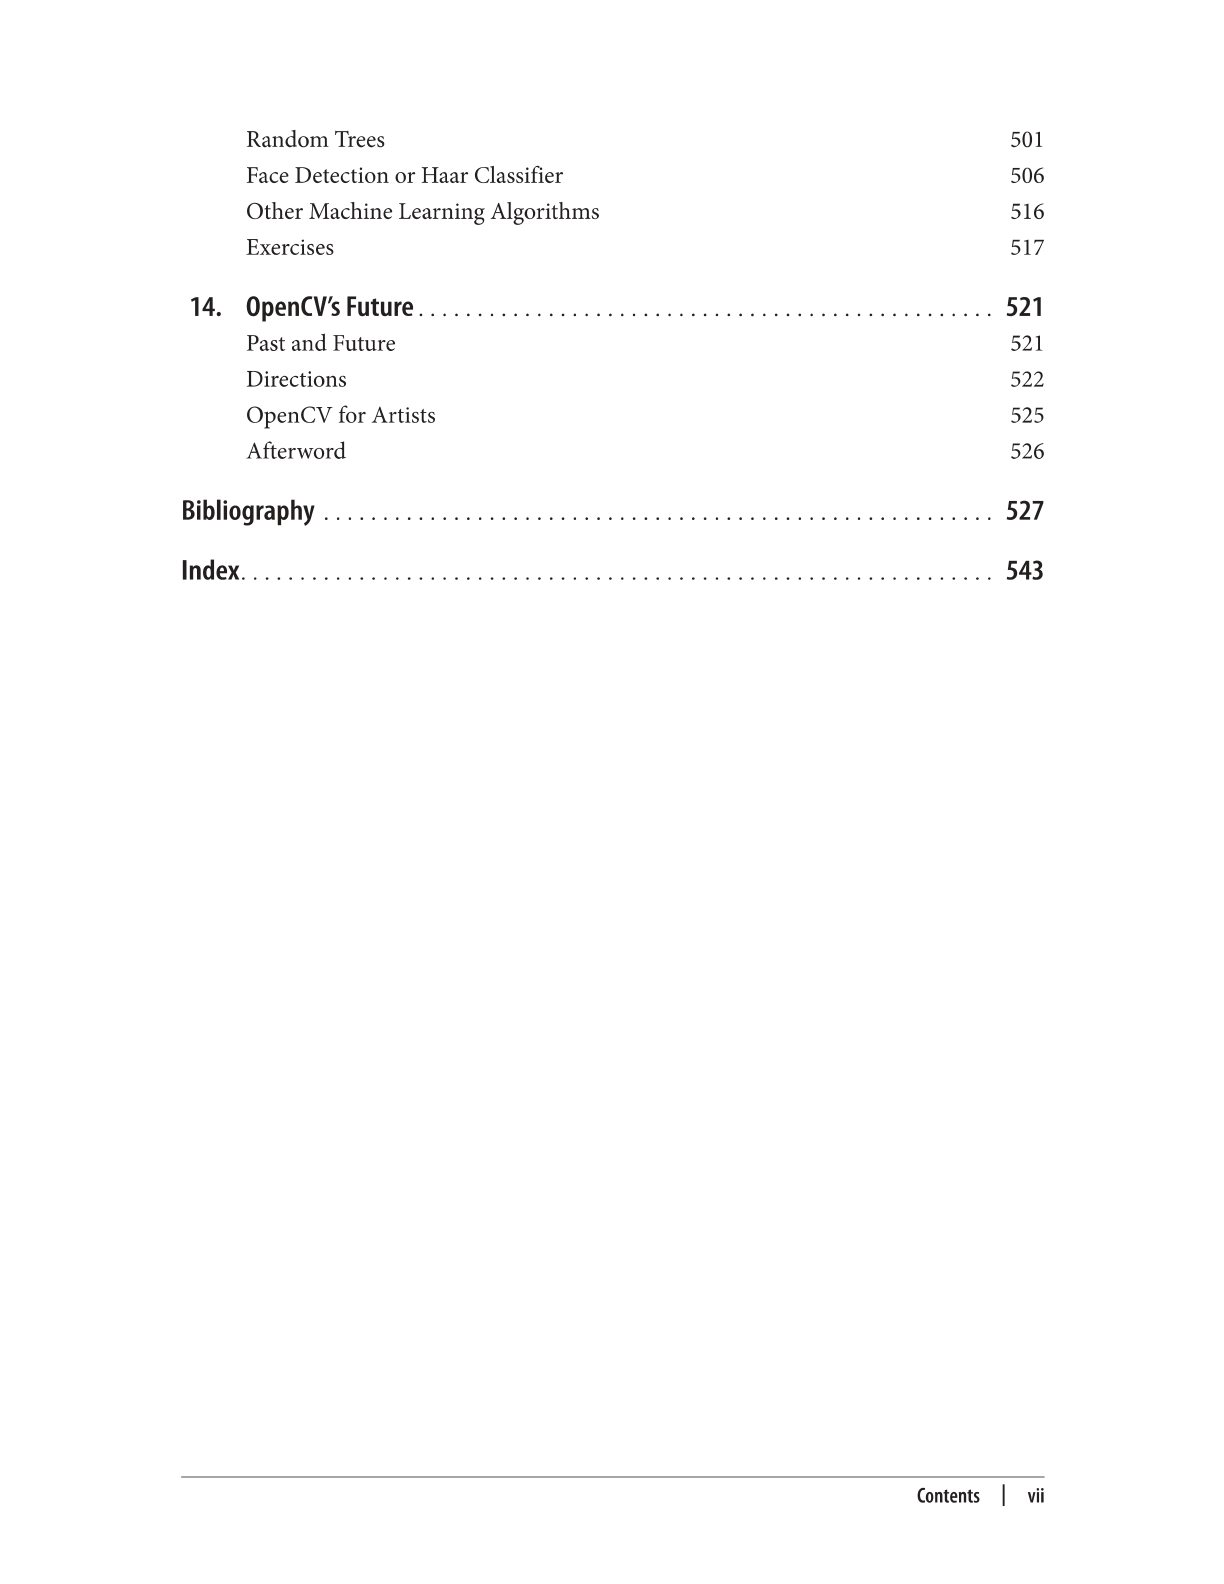 Random Trees 501
Face Detection or Haar Classifier 506
Other Machine Learning Algorithms 516
Exercises 517
14. OpenCV’s Future . . . . . . . . . . . . . . . . . . . . . . . . . . . . . . . . . . . . . . . . . . . . . . . . . 521
Past and Future 521
Directions 522
OpenCV for Artists 525
Afterword 526
Bibliography . . . . . . . . . . . . . . . . . . . . . . . . . . . . . . . . . . . . . . . . . . . . . . . . . . . . . . . . . 527
Index. . . . . . . . . . . . . . . . . . . . . . . . . . . . . . . . . . . . . . . . . . . . . . . . . . . . . . . . . . . . . . . . 543
Contents | vii